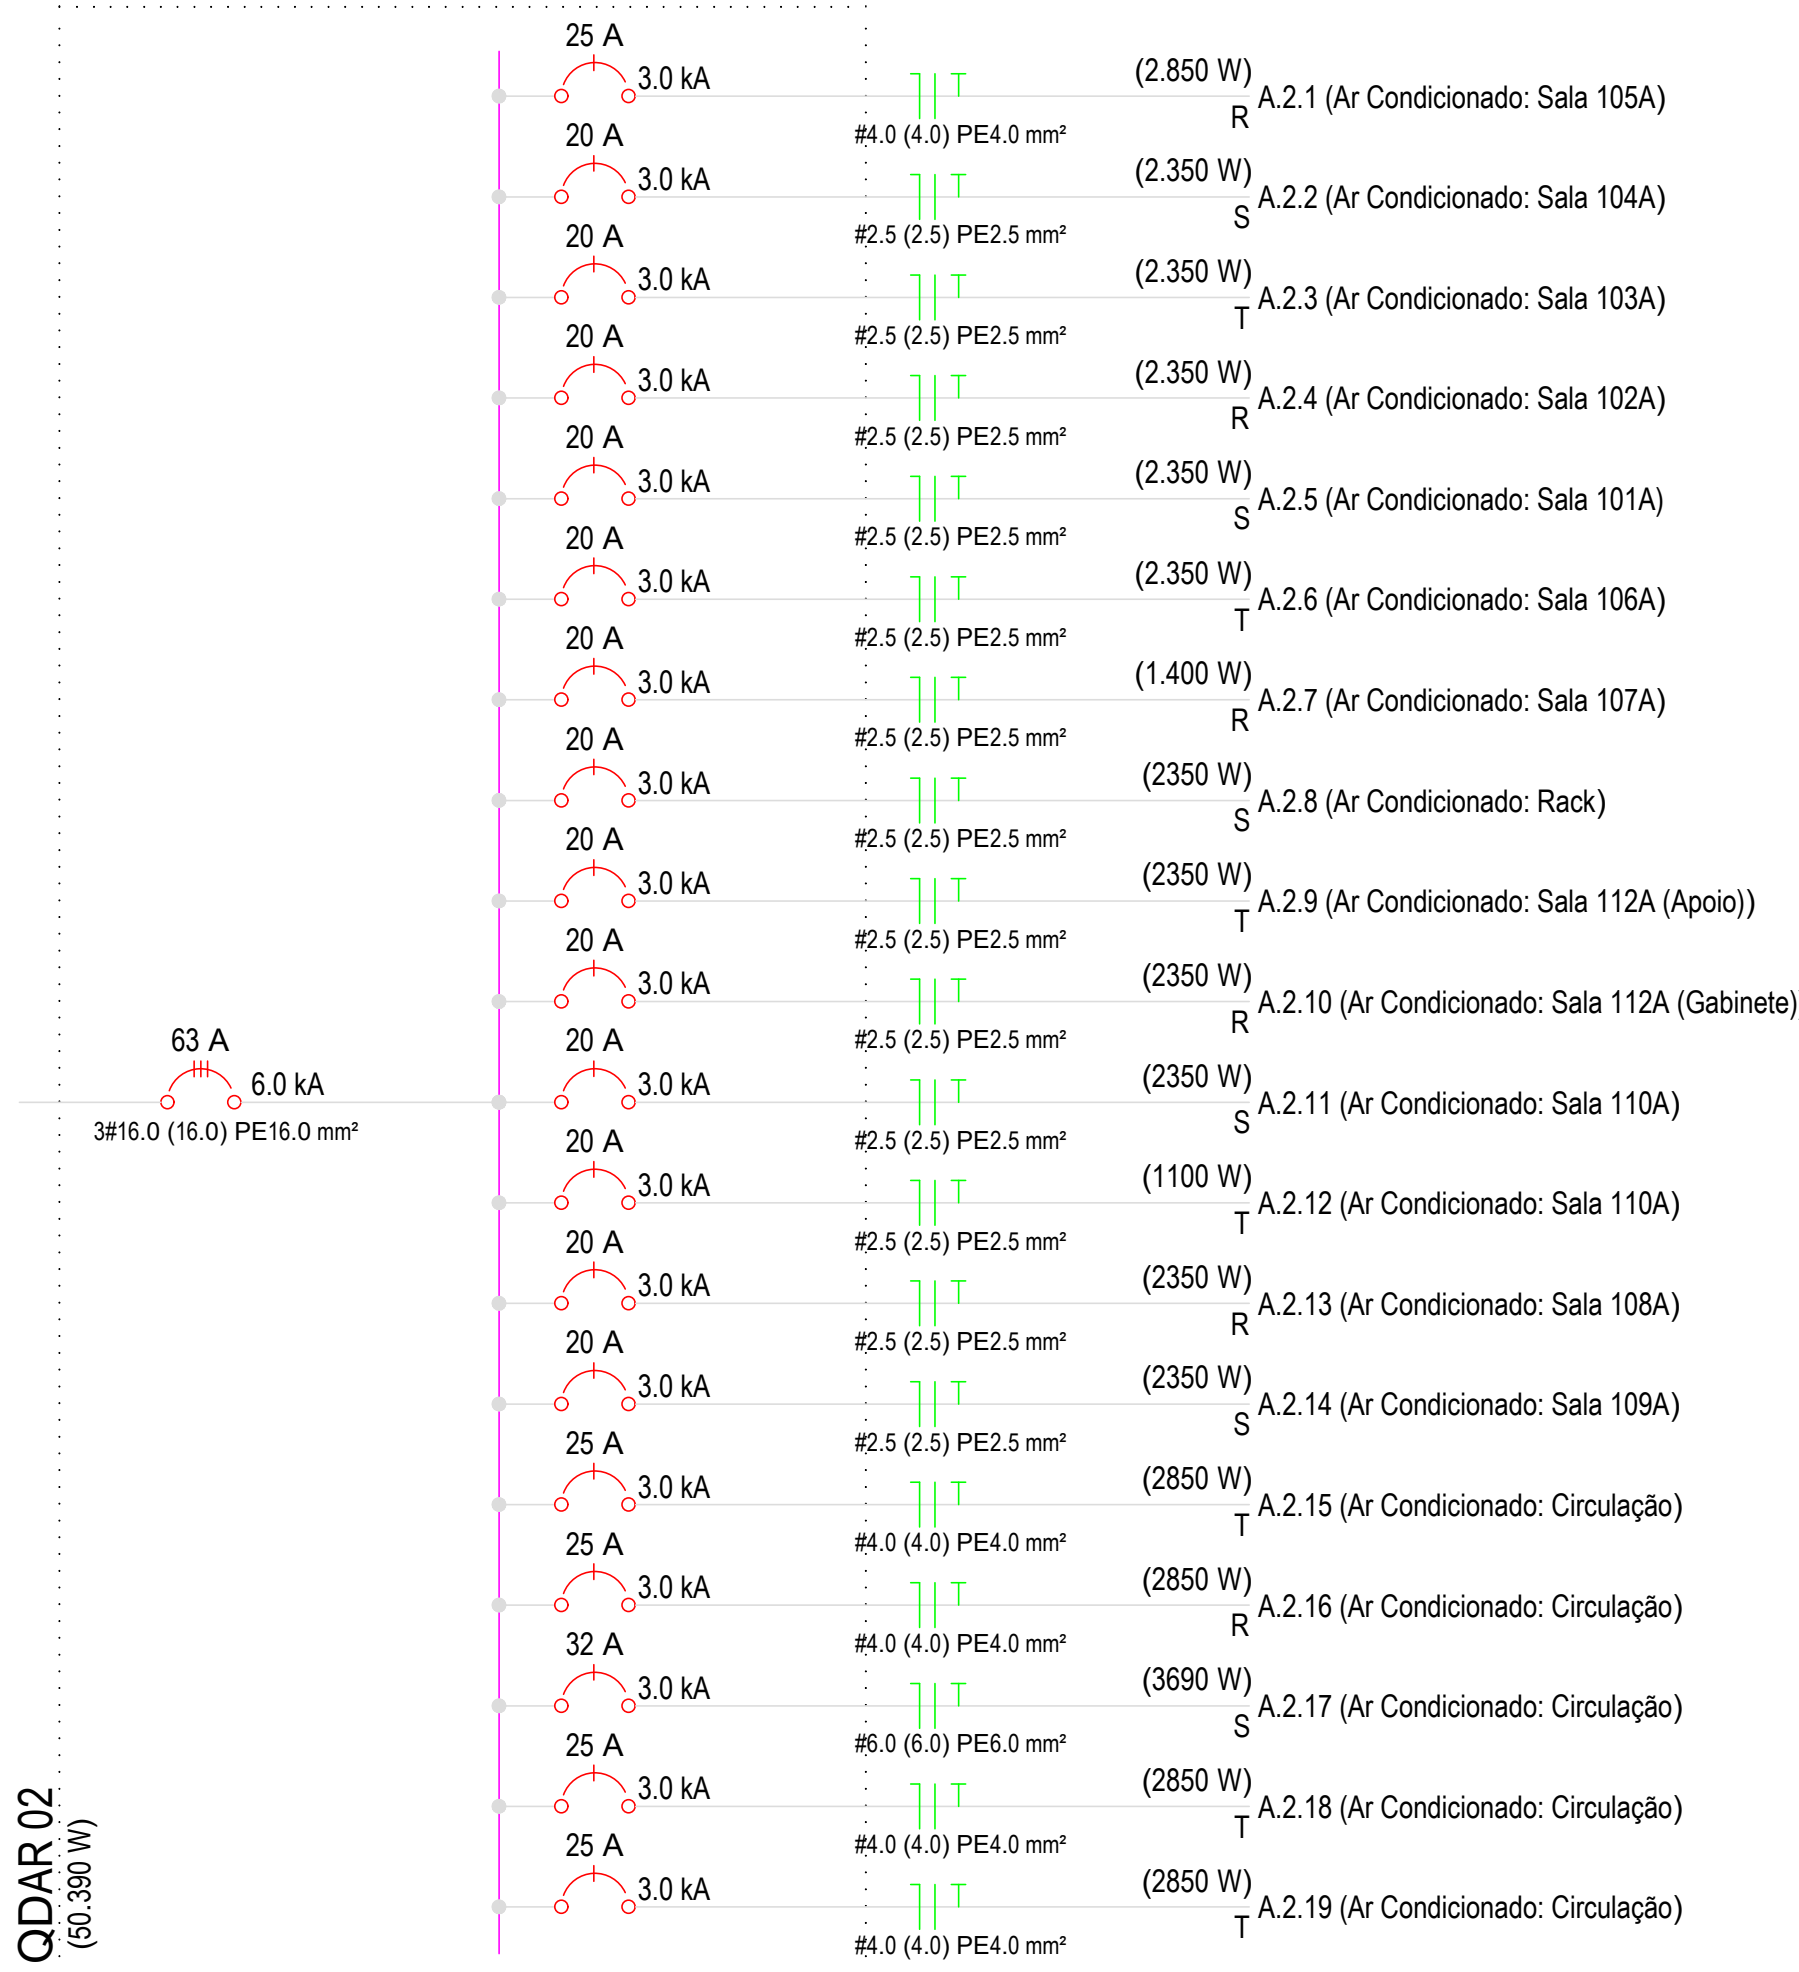 25 A
3.0 kA
(2.850 W)
A.2.1 (Ar Condicionado: Sala 105A)
R
#4.0 (4.0) PE4.0 mm²
20 A
3.0 kA
(2.350 W)
A.2.2 (Ar Condicionado: Sala 104A)
S
#2.5 (2.5) PE2.5 mm²
20 A
3.0 kA
(2.350 W)
A.2.3 (Ar Condicionado: Sala 103A)
T
#2.5 (2.5) PE2.5 mm²
20 A
3.0 kA
(2.350 W)
A.2.4 (Ar Condicionado: Sala 102A)
R
#2.5 (2.5) PE2.5 mm²
20 A
3.0 kA
(2.350 W)
A.2.5 (Ar Condicionado: Sala 101A)
S
#2.5 (2.5) PE2.5 mm²
20 A
3.0 kA
(2.350 W)
A.2.6 (Ar Condicionado: Sala 106A)
T
#2.5 (2.5) PE2.5 mm²
20 A
3.0 kA
(1.400 W)
A.2.7 (Ar Condicionado: Sala 107A)
R
#2.5 (2.5) PE2.5 mm²
20 A
3.0 kA
(2350 W)
A.2.8 (Ar Condicionado: Rack)
S
#2.5 (2.5) PE2.5 mm²
20 A
3.0 kA
(2350 W)
A.2.9 (Ar Condicionado: Sala 112A (Apoio))
T
#2.5 (2.5) PE2.5 mm²
20 A
3.0 kA
(2350 W)
A.2.10 (Ar Condicionado: Sala 112A (Gabinete)
R
#2.5 (2.5) PE2.5 mm²
63 A
6.0 kA
3#16.0 (16.0) PE16.0 mm²
20 A
3.0 kA
(2350 W)
A.2.11 (Ar Condicionado: Sala 110A)
S
#2.5 (2.5) PE2.5 mm²
20 A
3.0 kA
(1100 W)
A.2.12 (Ar Condicionado: Sala 110A)
T
#2.5 (2.5) PE2.5 mm²
20 A
3.0 kA
(2350 W)
A.2.13 (Ar Condicionado: Sala 108A)
R
#2.5 (2.5) PE2.5 mm²
20 A
3.0 kA
(2350 W)
A.2.14 (Ar Condicionado: Sala 109A)
S
#2.5 (2.5) PE2.5 mm²
25 A
3.0 kA
(2850 W)
A.2.15 (Ar Condicionado: Circulação)
T
#4.0 (4.0) PE4.0 mm²
25 A
3.0 kA
(2850 W)
A.2.16 (Ar Condicionado: Circulação)
R
#4.0 (4.0) PE4.0 mm²
32 A
3.0 kA
(3690 W)
A.2.17 (Ar Condicionado: Circulação)
S
#6.0 (6.0) PE6.0 mm²
25 A
3.0 kA
(2850 W)
A.2.18 (Ar Condicionado: Circulação)
T
#4.0 (4.0) PE4.0 mm²
25 A
3.0 kA
(2850 W)
A.2.19 (Ar Condicionado: Circulação)
T
#4.0 (4.0) PE4.0 mm²
QDAR 02
(50.390 W)